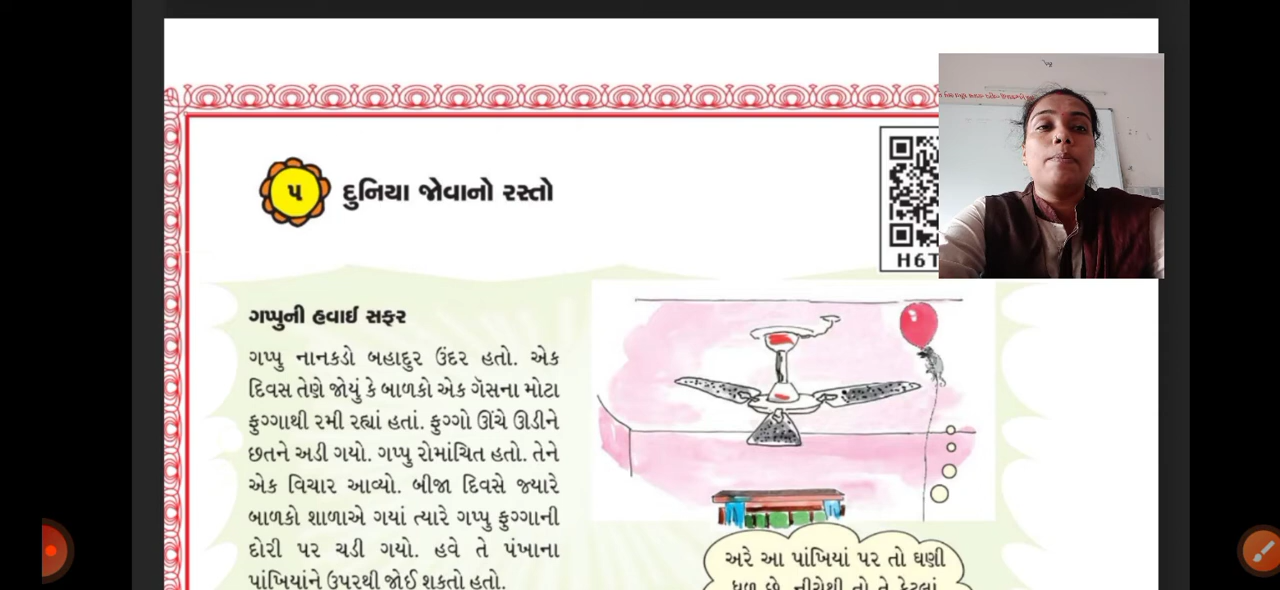 ૫ દુનિયા જોવાનો રસ્તો
H6T
ગપ્પુની હવાઈ સફર
ગપ્પુ નાનકડો બહાદુર ઉંદર હતો. એક
દિવસ તેણે જોયું કે બાળકો એક ગૅસના મોટા
ફુગ્ગાથી રમી રહ્યાં હતાં. ફુગ્ગો ઊંચે ઊડીને
છતને અડી ગયો. ગપ્પુ રોમાંચિત હતો. તેને
એક વિચાર આવ્યો. બીજા દિવસે જ્યારે
બાળકો શાળાએ ગયાં ત્યારે ગપ્પુ ફુગ્ગાની
દોરી પર ચડી ગયો. હવે તે પંખાના
પાંખિયાંને ઉપરથી જોઈ શકતો હતો.
અરે આ પાંખિયાં પર તો ઘણી
ધૂળ છે. નીચેથી તો તે કેટલાં